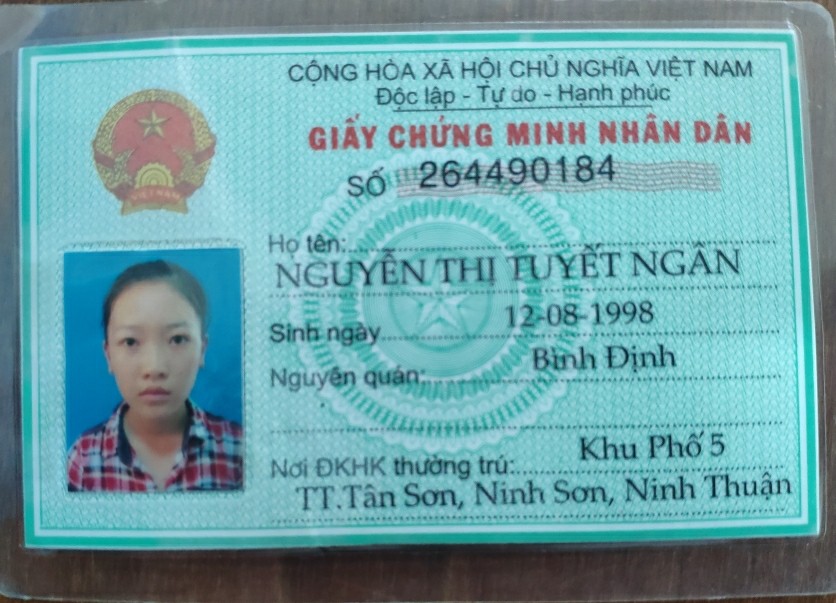 CỘNG HÒA XÃ HỘI CHỦ NGHĨA VIỆT NAM
Độc lập - Tự do - Hạnh phúc
GIẤY CHỨNG MINH NHÂN DÂN
SỐ 264490184
Họ tên:
NGUYỄN THỊ TUYẾT NGÂN
Sinh ngày 12-08-1998
Nguyên quán: Bình Định
Nơi ĐKHK thường trú: Khu Phố 5
TT.Tân Sơn, Ninh Sơn, Ninh Thuận
VIỆT NAM